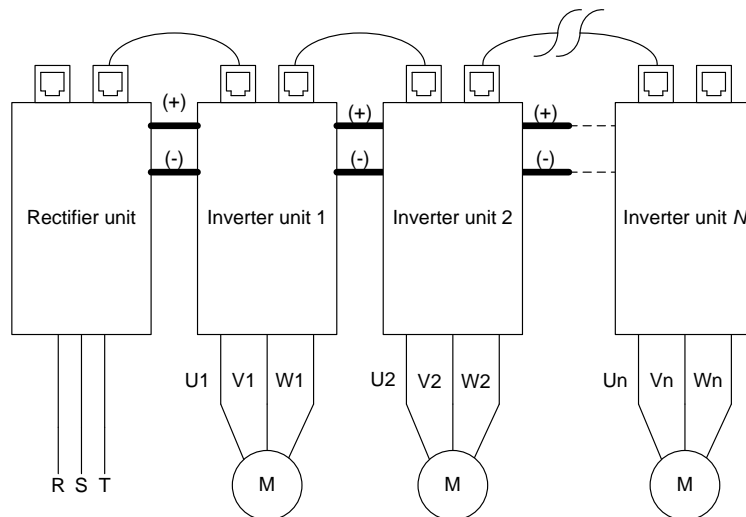 (+)
(+)
(+)
(-)
(-)
(-)
Rectifier unit
Inverter unit 1
Inverter unit 2
Inverter unit N
U1
V1
W1
U2
V2
W2
Un
Vn
Wn
R
S
T
M
M
M